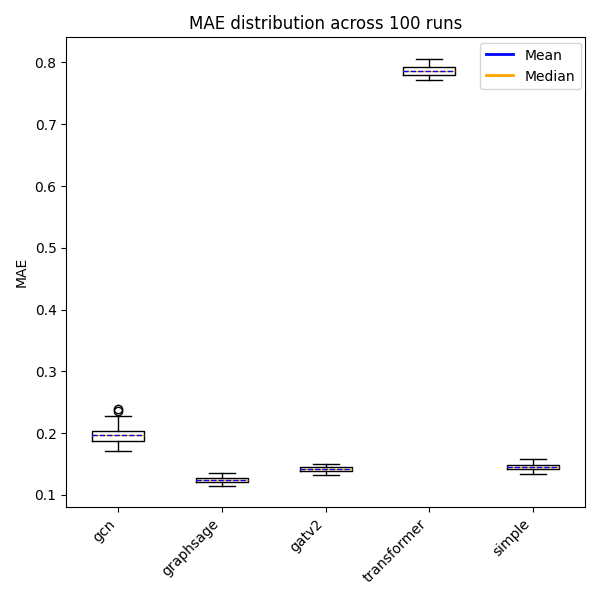 MAE distribution across 100 runs
Mean
Median
MAE
0.8
0.7
0.6
0.5
0.4
0.3
0.2
0.1
gcn
graphsage
gatv2
transformer
simple